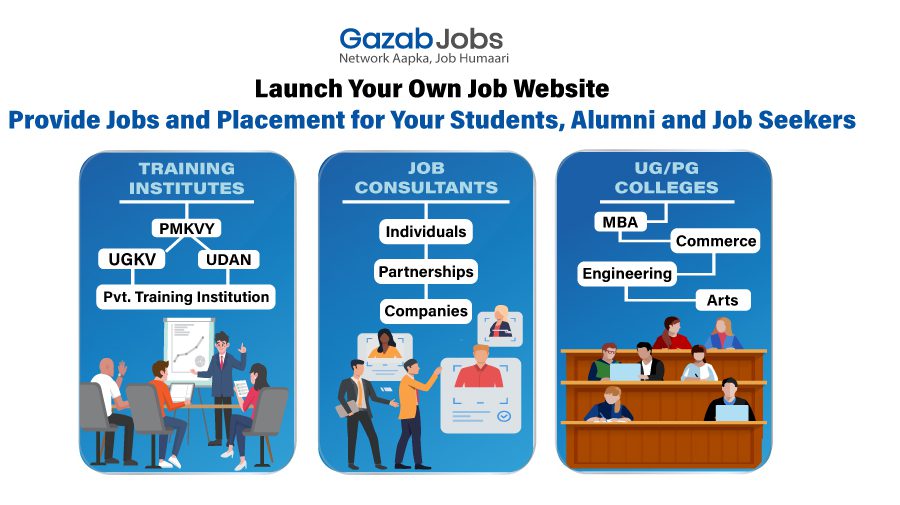 GazabJobs
Network Aapka, Job Humaari
Launch Your Own Job Website
Provide Jobs and Placement for Your Students, Alumni and Job Seekers
TRAINING
INSTITUTES
PMKVY
UGKV
UDAN
Pvt. Training Institution
JOB
CONSULTANTS
Individuals
Partnerships
Companies
UG/PG
COLLEGES
MBA
Commerce
Engineering
Arts